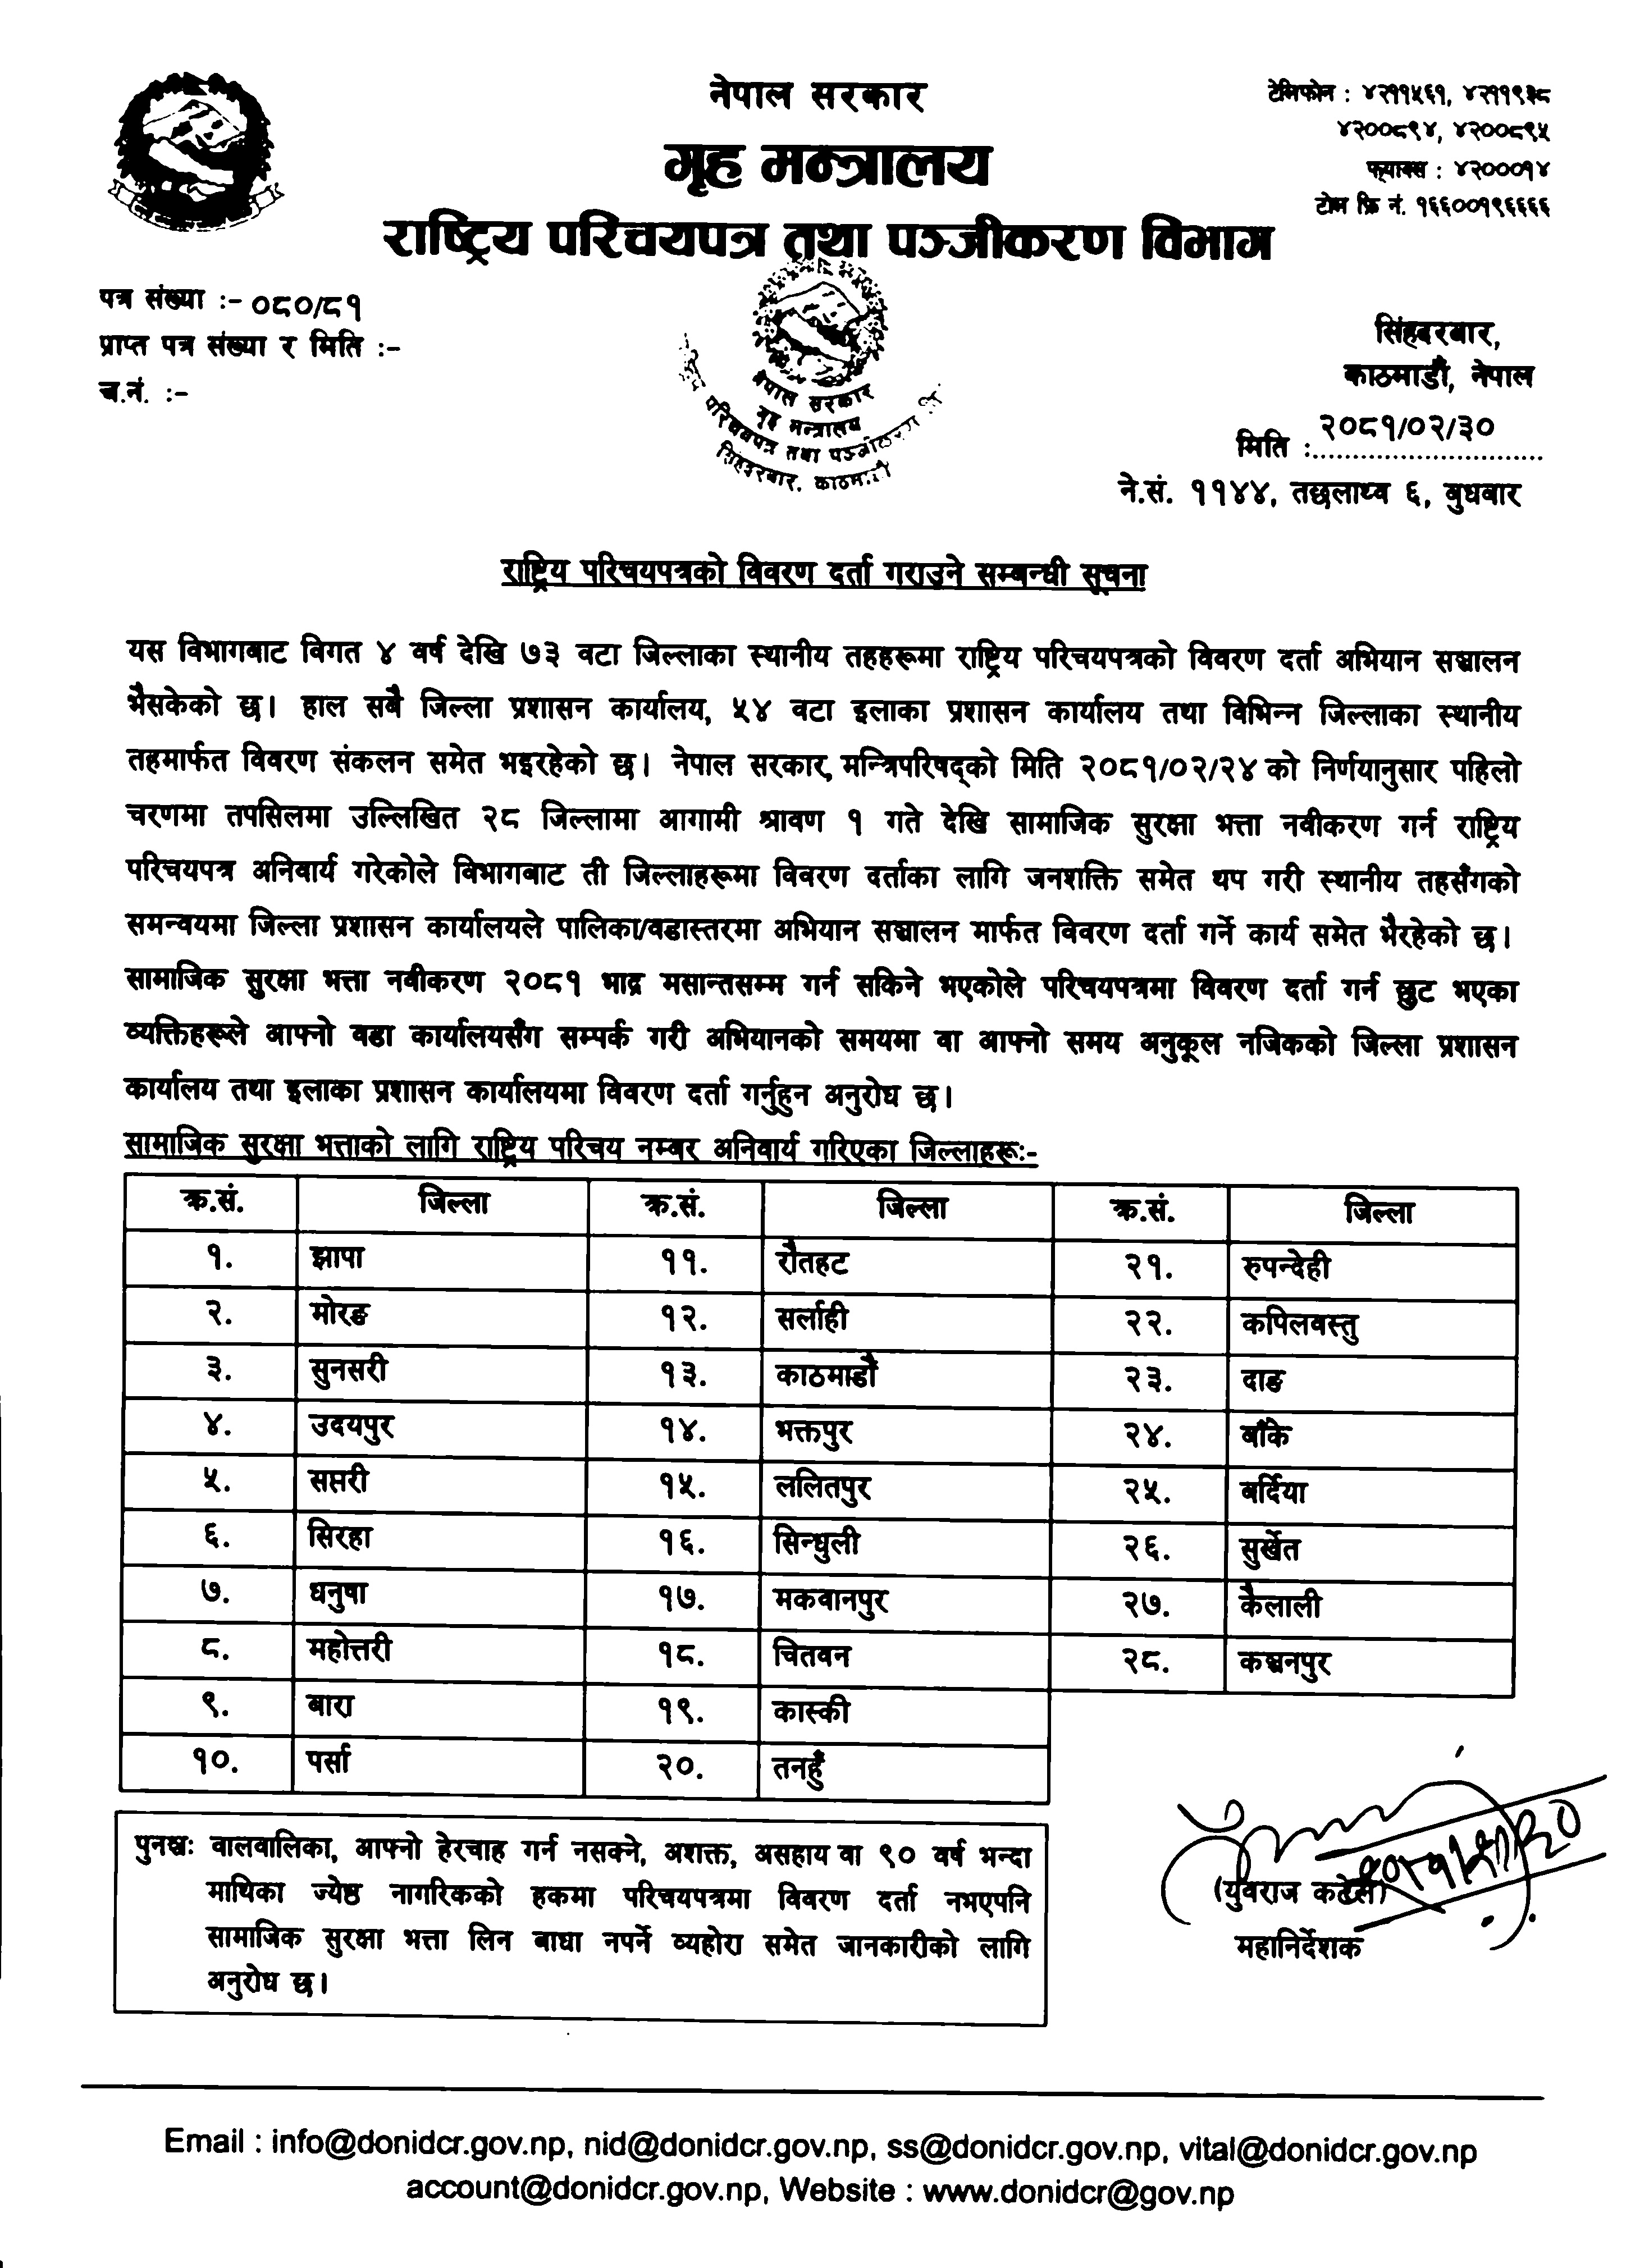 नेपाल सरकार
गृह मन्त्रालय
राष्ट्रिय परिचयपत्र तथा पञ्जीकरण विभाग
टेलिफोन : ४२११५६१, ४२११९३८
४२००८९४, ४२००८९५
फ्याक्स : ४२०००१४
टोल फ्रि नं. १६६००१९६६६६
पत्र संख्या :- ०८०/८१
प्राप्त पत्र संख्या र मिति :-
च.नं. :-
नेपाल सरकार
गृह मन्त्रालय
परिचयपत्र तथा पञ्जीकरण
सिंहदरबार, काठमाडौं
सिंहदरबार,
काठमाडौं, नेपाल
मिति : २०८१/०२/३०
ने.सं. ११४४, तछलाथ्व ६, बुधबार
राष्ट्रिय परिचयपत्रको विवरण दर्ता गराउने सम्बन्धी सूचना
यस विभागबाट विगत ४ वर्ष देखि ७३ वटा जिल्लाका स्थानीय तहहरूमा राष्ट्रिय परिचयपत्रको विवरण दर्ता अभियान सञ्चालन
भैसकेको छ। हाल सबै जिल्ला प्रशासन कार्यालय, ५४ वटा इलाका प्रशासन कार्यालय तथा विभिन्न जिल्लाका स्थानीय
तहमार्फत विवरण संकलन समेत भइरहेको छ। नेपाल सरकार, मन्त्रिपरिषद्को मिति २०८१/०२/२४ को निर्णयानुसार पहिलो
चरणमा तपसिलमा उल्लिखित २८ जिल्लामा आगामी श्रावण १ गते देखि सामाजिक सुरक्षा भत्ता नवीकरण गर्न राष्ट्रिय
परिचयपत्र अनिवार्य गरेकोले विभागबाट ती जिल्लाहरूमा विवरण दर्ताका लागि जनशक्ति समेत थप गरी स्थानीय तहसँगको
समन्वयमा जिल्ला प्रशासन कार्यालयले पालिका/वडास्तरमा अभियान सञ्चालन मार्फत विवरण दर्ता गर्ने कार्य समेत भैरहेको छ।
सामाजिक सुरक्षा भत्ता नवीकरण २०८१ भाद्र मसान्तसम्म गर्न सकिने भएकोले परिचयपत्रमा विवरण दर्ता गर्न छुट भएका
व्यक्तिहरूले आफ्नो वडा कार्यालयसँग सम्पर्क गरी अभियानको समयमा वा आफ्नो समय अनुकूल नजिकको जिल्ला प्रशासन
कार्यालय तथा इलाका प्रशासन कार्यालयमा विवरण दर्ता गर्नुहुन अनुरोध छ।
सामाजिक सुरक्षा भत्ताको लागि राष्ट्रिय परिचय नम्बर अनिवार्य गरिएका जिल्लाहरू:-
क्र.सं. जिल्ला क्र.सं. जिल्ला क्र.सं. जिल्ला
१. झापा ११. रौतहट २१. रुपन्देही
२. मोरङ १२. सर्लाही २२. कपिलवस्तु
३. सुनसरी १३. काठमाडौं २३. दाङ
४. उदयपुर १४. भक्तपुर २४. बाँके
५. सप्तरी १५. ललितपुर २५. बर्दिया
६. सिरहा १६. सिन्धुली २६. सुर्खेत
७. धनुषा १७. मकवानपुर २७. कैलाली
८. महोत्तरी १८. चितवन २८. कञ्चनपुर
९. बारा १९. कास्की
१०. पर्सा २०. तनहुँ
पुनश्च: वालवालिका, आफ्नो हेरचाह गर्न नसक्ने, अशक्त, असहाय वा ९० वर्ष भन्दा
माथिका ज्येष्ठ नागरिकको हकमा परिचयपत्रमा विवरण दर्ता नभएपनि
सामाजिक सुरक्षा भत्ता लिन बाधा नपर्ने व्यहोरा समेत जानकारीको लागि
अनुरोध छ।
(युवराज कट्टेल)
महानिर्देशक
Email : info@donidcr.gov.np, nid@donidcr.gov.np, ss@donidcr.gov.np, vital@donidcr.gov.np
account@donidcr.gov.np, Website : www.donidcr@gov.np